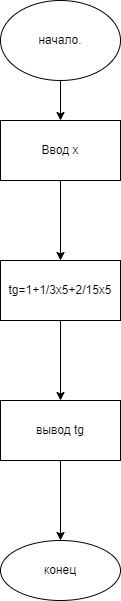 начало.
Ввод x
tg=1+1/3x5+2/15x5
вывод tg
конец